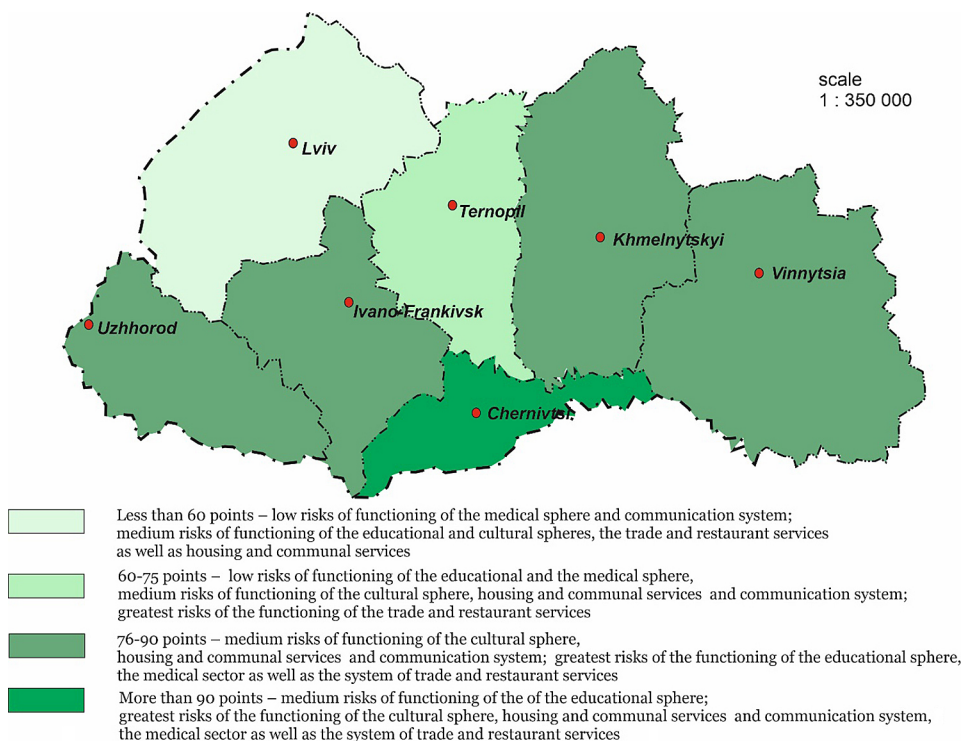 scale
1 : 350 000
Lviv
Ternopil
Khmelnytskyi
Vinnytsia
Ivano-Frankivsk
Uzhhorod
Chernivtsi
Less than 60 points – low risks of functioning of the medical sphere and communication system;
medium risks of functioning of the educational and cultural spheres, the trade and restaurant services
as well as housing and communal services
60-75 points – low risks of functioning of the educational and the medical sphere,
medium risks of functioning of the cultural sphere, housing and communal services and communication system;
greatest risks of the functioning of the trade and restaurant services
76-90 points – medium risks of functioning of the cultural sphere,
housing and communal services and communication system; greatest risks of the functioning of the educational sphere,
the medical sector as well as the system of trade and restaurant services
More than 90 points – medium risks of functioning of the of the educational sphere;
greatest risks of the functioning of the cultural sphere, housing and communal services and communication system,
the medical sector as well as the system of trade and restaurant services